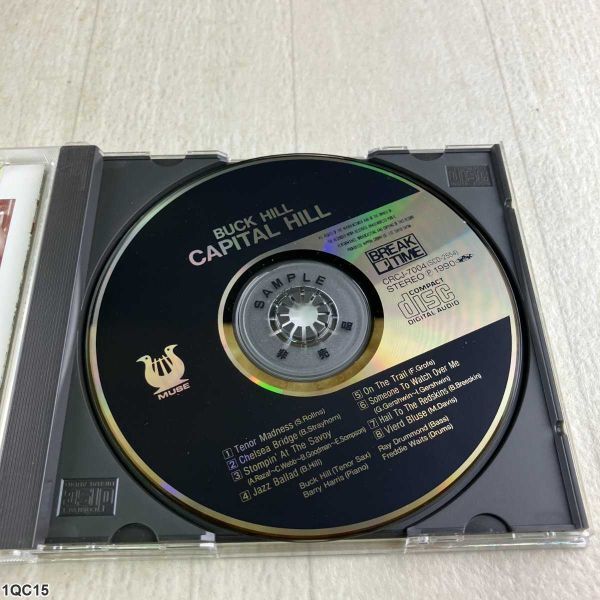 BUCK HILL
CAPITAL HILL
BREAK
TIME
CRCJ-7004 (SCD-2554)
STEREO Ⓟ 1990
COMPACT
disc
DIGITAL AUDIO
SAMPLE
非売品
MUSE
1 Tenor Madness (S.Rollins)
2 Chelsea Bridge (B.Strayhorn)
3 Stompin' At The Savoy
(A.Razaf~C.Webb~B.Goodman~E.Sampson)
4 Jazz Ballad (B.Hill)
5 On The Trail (F.Grofe)
6 Someone To Watch Over Me
(G.Gershwin~I.Gershwin)
7 Hail To The Redskins (B.Breeskin)
8 Vierd Bluse (M.Davis)
Buck Hill (Tenor Sax)
Barry Harris (Piano)
Ray Drummond (Bass)
Freddie Waits (Drums)
1QC15